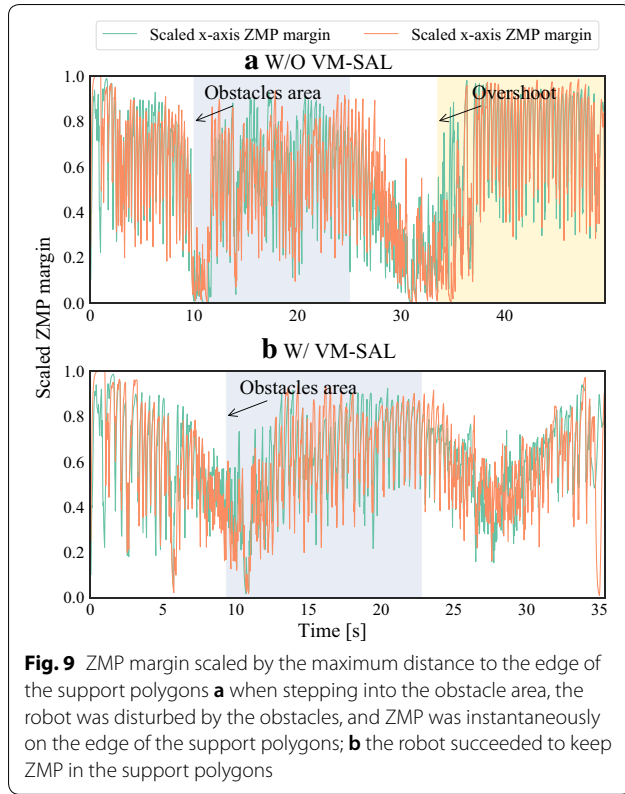 Scaled x-axis ZMP margin Scaled x-axis ZMP margin
a W/O VM-SAL
1.0
Obstacles area Overshoot
0.8
0.6
0.4
0.2
0.0
0 10 20 30 40
Scaled ZMP margin
b W/ VM-SAL
1.0
Obstacles area
0.8
0.6
0.4
0.2
0.0
0 5 10 15 20 25 30 35
Time [s]
Fig. 9 ZMP margin scaled by the maximum distance to the edge of
the support polygons a when stepping into the obstacle area, the
robot was disturbed by the obstacles, and ZMP was instantaneously
on the edge of the support polygons; b the robot succeeded to keep
ZMP in the support polygons